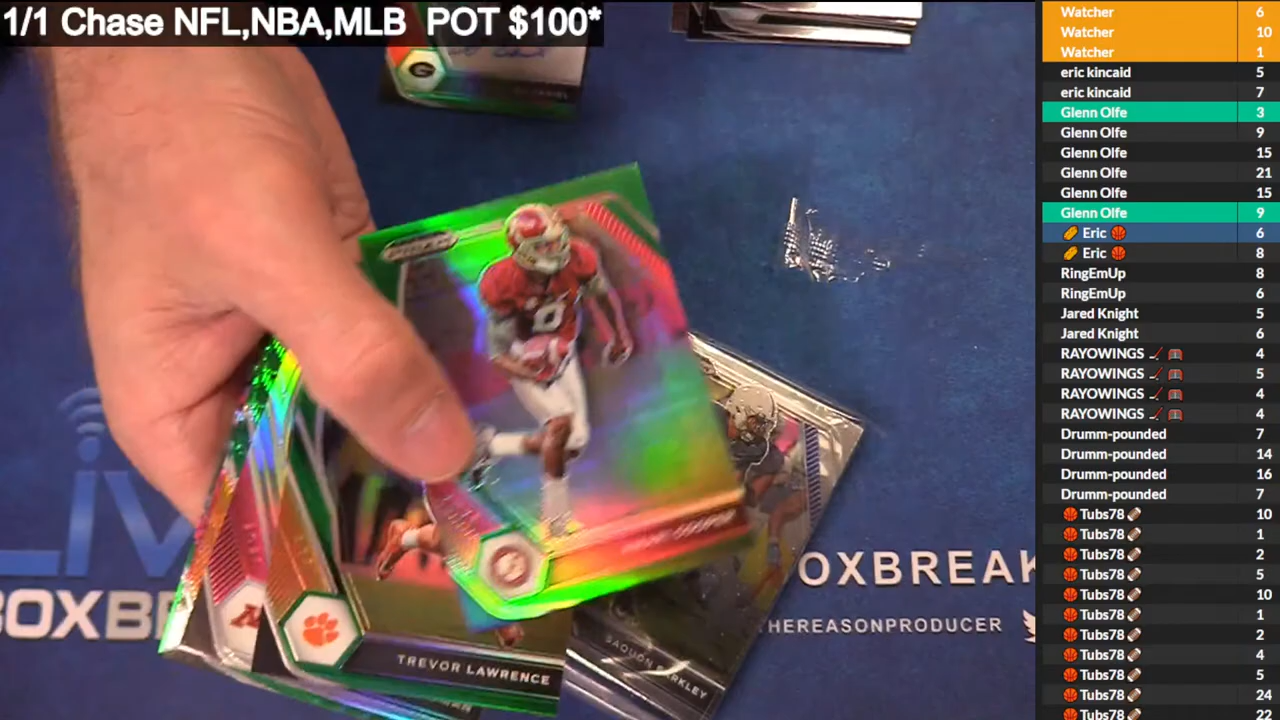 1/1 Chase NFL,NBA,MLB POT $100*
Watcher 6
Watcher 10
Watcher 1
eric kincaid 5
eric kincaid 7
Glenn Olfe 3
Glenn Olfe 9
Glenn Olfe 15
Glenn Olfe 21
Glenn Olfe 15
Glenn Olfe 9
Eric 6
Eric 8
RingEmUp 8
RingEmUp 6
Jared Knight 5
Jared Knight 6
RAYOWINGS 4
RAYOWINGS 5
RAYOWINGS 4
RAYOWINGS 4
Drumm-pounded 7
Drumm-pounded 14
Drumm-pounded 16
Drumm-pounded 7
Tubs78 10
Tubs78 1
Tubs78 2
Tubs78 5
Tubs78 10
Tubs78 1
Tubs78 2
Tubs78 4
Tubs78 5
Tubs78 24
Tubs78 22
G
PRIZM
8
TREVOR LAWRENCE
SAQUON BARKLEY
LIV
BOXB
OXBREAK
THEREASONPRODUCER